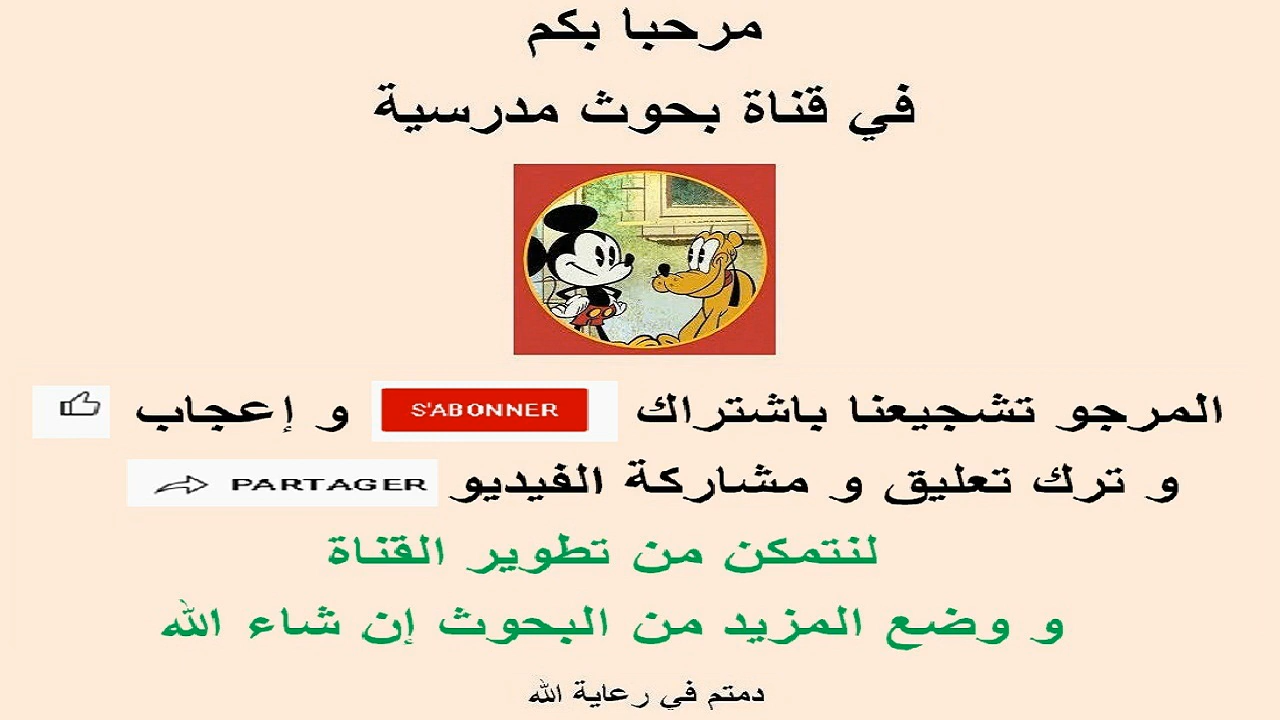 مرحبا بكم
في قناة بحوث مدرسية
المرجو تشجيعنا باشتراك S'ABONNER و إعجاب
و ترك تعليق و مشاركة الفيديو PARTAGER
لنتمكن من تطوير القناة
و وضع المزيد من البحوث إن شاء الله
دمتم في رعاية الله